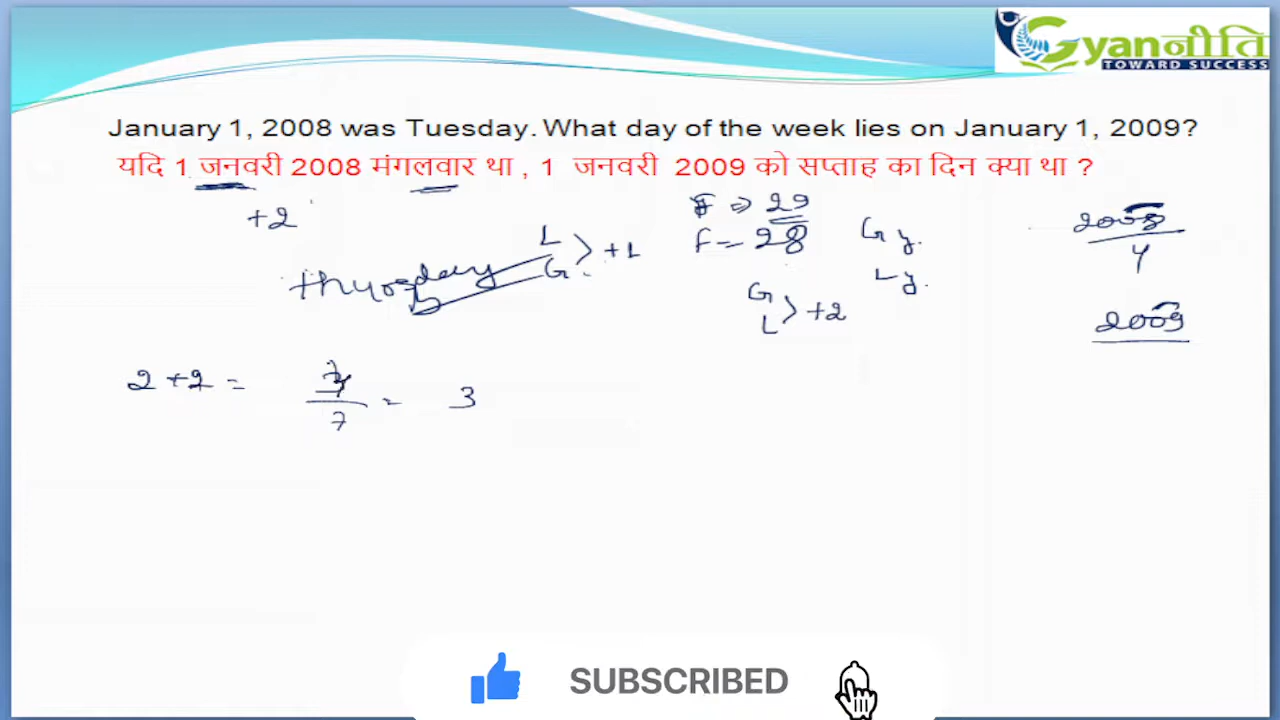 Gyanनीति
TOWARD SUCCESS
January 1, 2008 was Tuesday. What day of the week lies on January 1, 2009?
यदि 1 जनवरी 2008 मंगलवार था , 1 जनवरी 2009 को सप्ताह का दिन क्या था ?
+2
F => 29
F = 28
G y.
L y.
2008
4
L
G > +1
thursday
G
L > +2
2009
2 +2 =
7 = 3
SUBSCRIBED